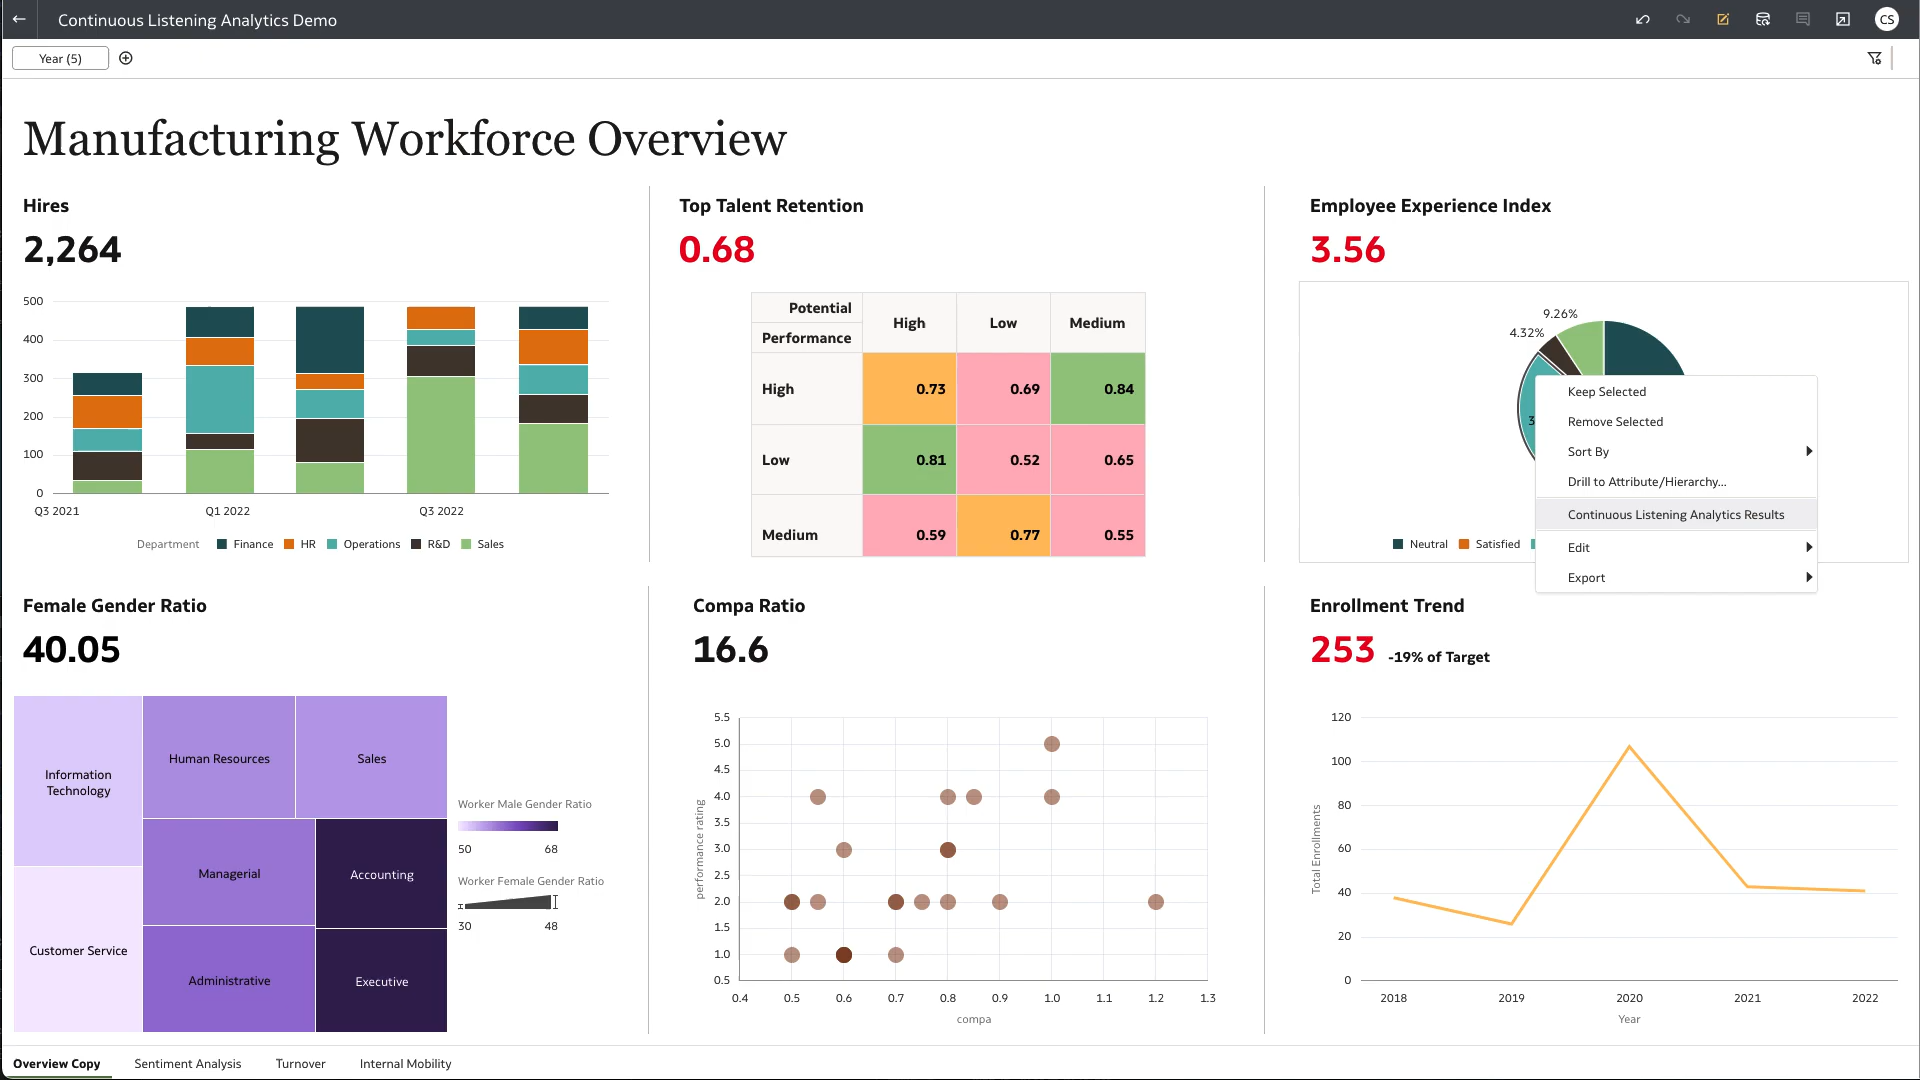 Continuous Listening Analytics Demo
CS
Year (5)
Manufacturing Workforce Overview
Hires
2,264
500
400
300
200
100
0
Q3 2021 Q1 2022 Q3 2022
Department Finance HR Operations R&D Sales
Top Talent Retention
0.68
Potential High Low Medium
Performance
High 0.73 0.69 0.84
Low 0.81 0.52 0.65
Medium 0.59 0.77 0.55
Employee Experience Index
3.56
9.26%
4.32%
3
Neutral Satisfied
Keep Selected
Remove Selected
Sort By
Drill to Attribute/Hierarchy...
Continuous Listening Analytics Results
Edit
Export
Female Gender Ratio
40.05
Information
Technology
Human Resources
Sales
Managerial
Accounting
Customer Service
Administrative
Executive
Worker Male Gender Ratio
50 68
Worker Female Gender Ratio
30 48
Compa Ratio
16.6
performance rating
5.5
5.0
4.5
4.0
3.5
3.0
2.5
2.0
1.5
1.0
0.5
0.4 0.5 0.6 0.7 0.8 0.9 1.0 1.1 1.2 1.3
compa
Enrollment Trend
253 -19% of Target
Total Enrollments
120
100
80
60
40
20
0
2018 2019 2020 2021 2022
Year
Overview Copy Sentiment Analysis Turnover Internal Mobility